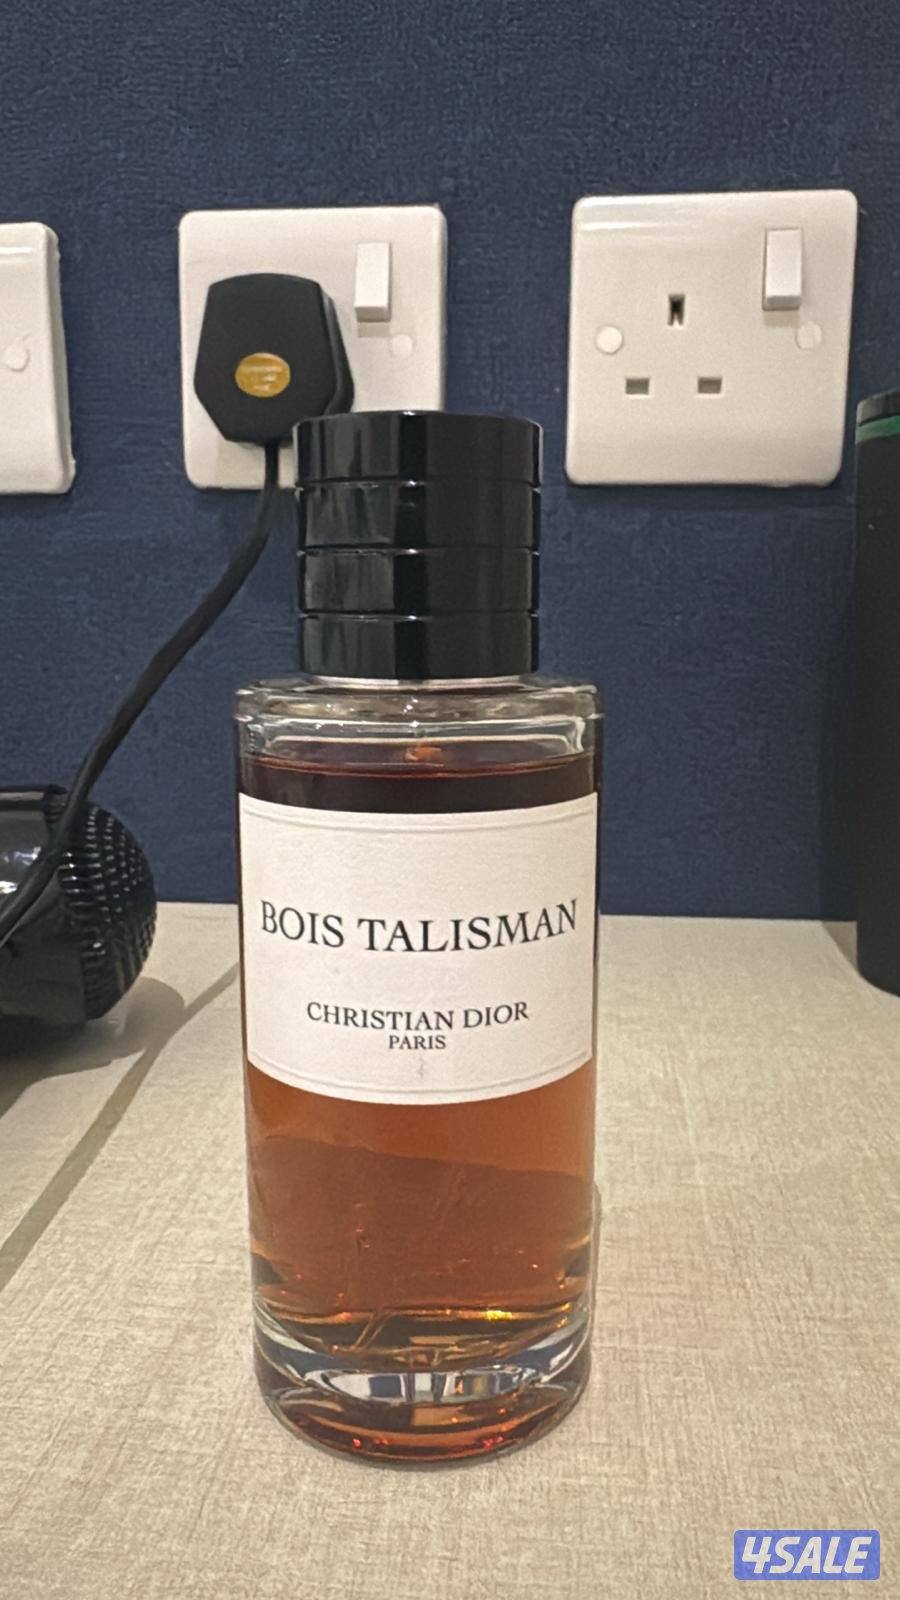 BOIS TALISMAN
CHRISTIAN DIOR
PARIS
4SALE